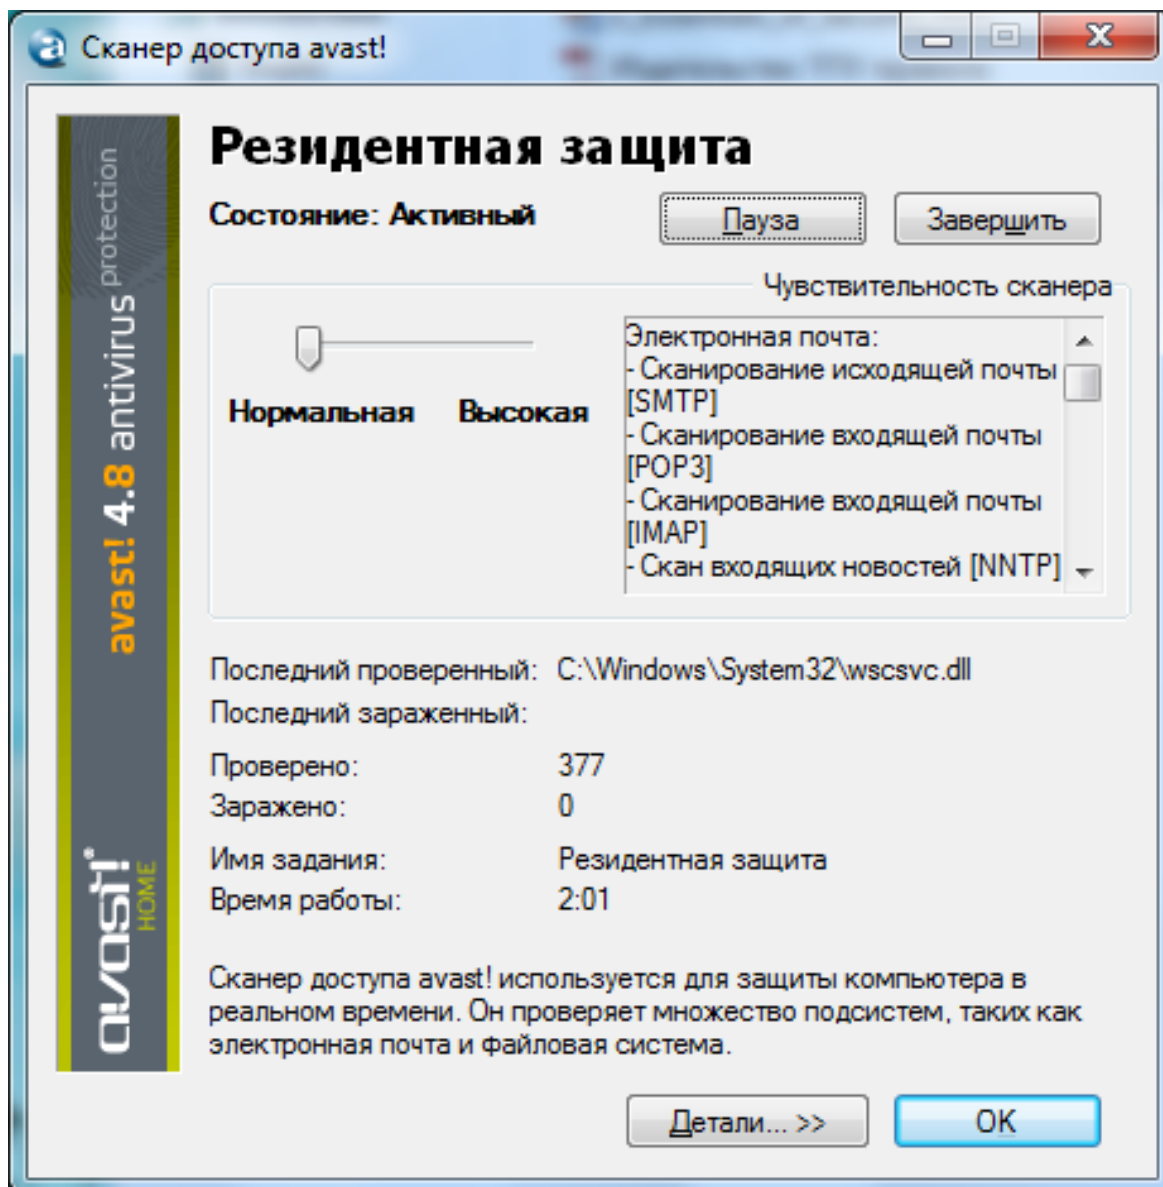 Сканер доступа avast!
Резидентная защита
Состояние: Активный
Пауза
Завершить
Чувствительность сканера
Нормальная
Высокая
Электронная почта:
- Сканирование исходящей почты
[SMTP]
- Сканирование входящей почты
[POP3]
- Сканирование входящей почты
[IMAP]
- Скан входящих новостей [NNTP]
Последний проверенный: C:\Windows\System32\wscsvc.dll
Последний зараженный:
Проверено: 377
Заражено: 0
Имя задания: Резидентная защита
Время работы: 2:01
Сканер доступа avast! используется для защиты компьютера в
реальном времени. Он проверяет множество подсистем, таких как
электронная почта и файловая система.
Детали... >>
OK
avast! 4.8 antivirus protection
avast!®
HOME